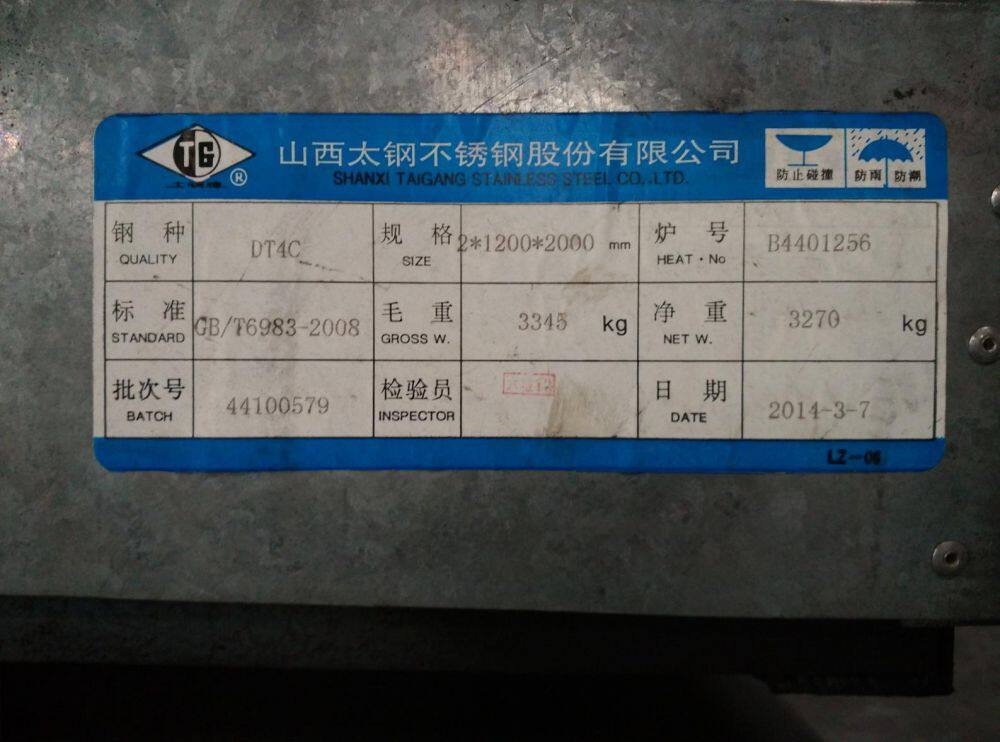 TG
®
山西太钢不锈钢股份有限公司
SHANXI TAIGANG STAINLESS STEEL CO.,LTD.
防止碰撞 防雨 防潮
钢种 DT4C 规格 2*1200*2000 mm 炉号 B4401256
QUALITY SIZE HEAT·No
标准 GB/T6983-2008 毛重 3345 kg 净重 3270 kg
STANDARD GROSS W. NET W.
批次号 44100579 检验员 日期 2014-3-7
BATCH INSPECTOR DATE
LZ-06